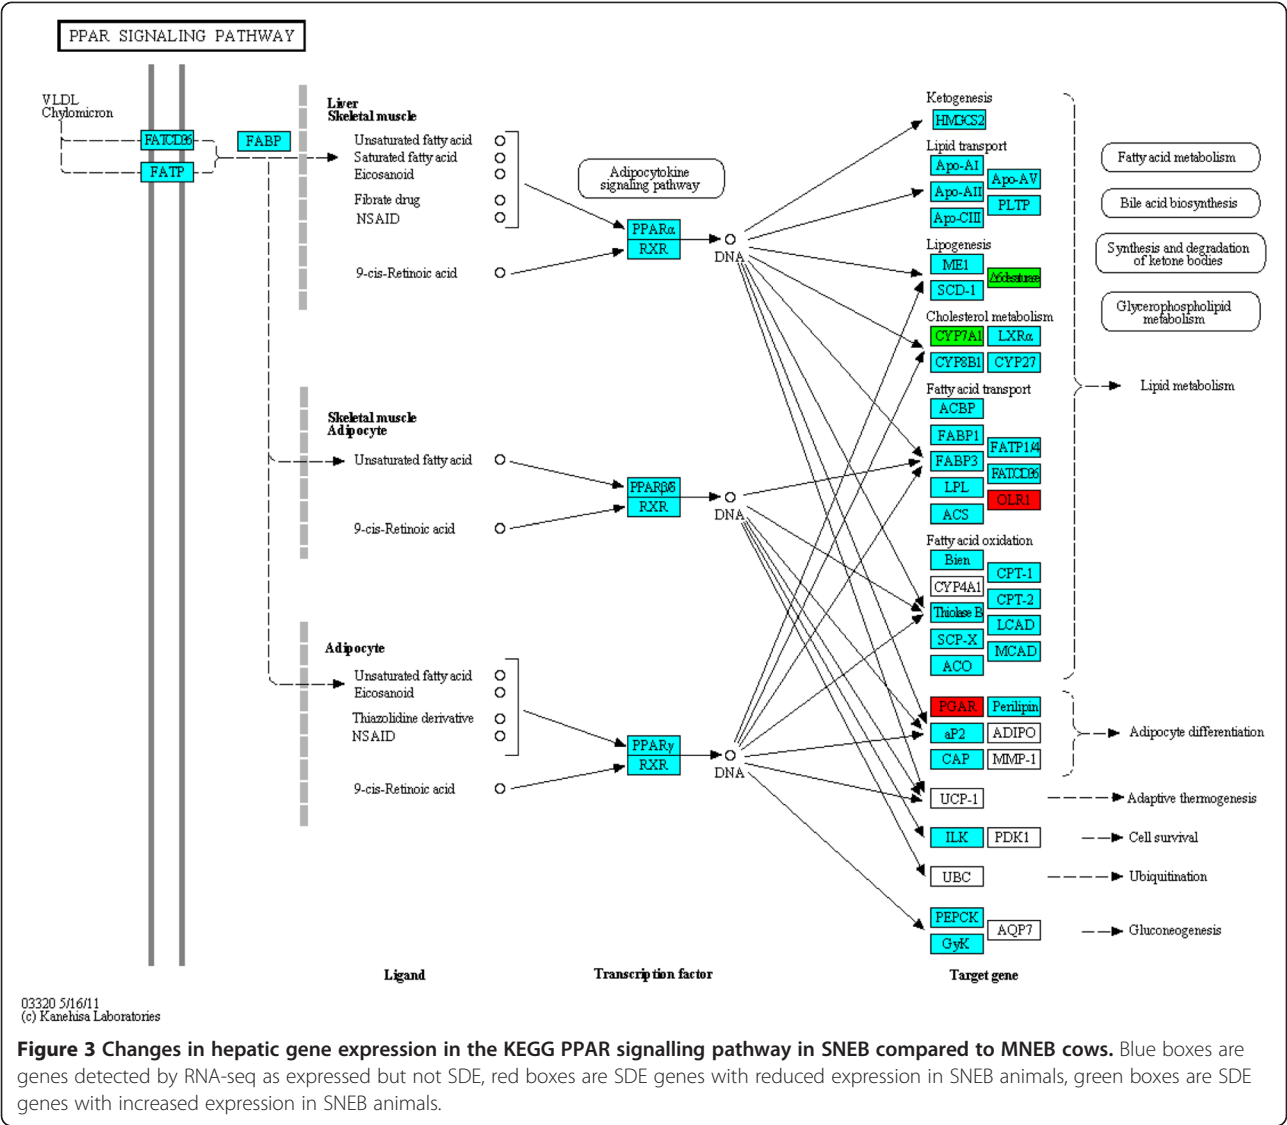 PPAR SIGNALING PATHWAY
VLDL
Chylomicron
FATCD36
FATP
FABP
Liver
Skeletal muscle
Unsaturated fatty acid
Saturated fatty acid
Eicosanoid
Fibrate drug
NSAID
9-cis-Retinoic acid
Adipocytokine
signaling pathway
PPARα
RXR
DNA
Skeletal muscle
Adipocyte
Unsaturated fatty acid
9-cis-Retinoic acid
PPARβ/δ
RXR
DNA
Adipocyte
Unsaturated fatty acid
Eicosanoid
Thiazolidine derivative
NSAID
9-cis-Retinoic acid
PPARγ
RXR
DNA
Ketogenesis
HMGCS2
Lipid transport
Apo-AI
Apo-AV
Apo-AII
PLTP
Apo-CIII
Lipogenesis
ME1
Δ6desaturase
SCD-1
Cholesterol metabolism
CYP7A1
LXRα
CYP8B1
CYP27
Fatty acid transport
ACBP
FABP1
FATP1/4
FABP3
FATCD36
LPL
OLR1
ACS
Fatty acid oxidation
Bien
CPT-1
CYP4A1
CPT-2
Thiolase B
LCAD
SCP-X
MCAD
ACO
PGAR
Perilipin
aP2
ADIPO
CAP
MMP-1
UCP-1
ILK
PDK1
UBC
PEPCK
AQP7
GyK
Fatty acid metabolism
Bile acid biosynthesis
Synthesis and degradation
of ketone bodies
Glycerophospholipid
metabolism
Lipid metabolism
Adipocyte differentiation
Adaptive thermogenesis
Cell survival
Ubiquitination
Gluconeogenesis
Ligand
Transcription factor
Target gene
03320 5/16/11
(c) Kanehisa Laboratories
Figure 3 Changes in hepatic gene expression in the KEGG PPAR signalling pathway in SNEB compared to MNEB cows. Blue boxes are
genes detected by RNA-seq as expressed but not SDE, red boxes are SDE genes with reduced expression in SNEB animals, green boxes are SDE
genes with increased expression in SNEB animals.